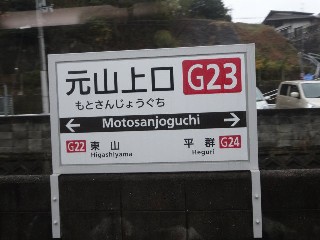 元山上口 G23
もとさんじょうぐち
Motosanjoguchi
G22 東山 平群 G24
Higashiyama Heguri